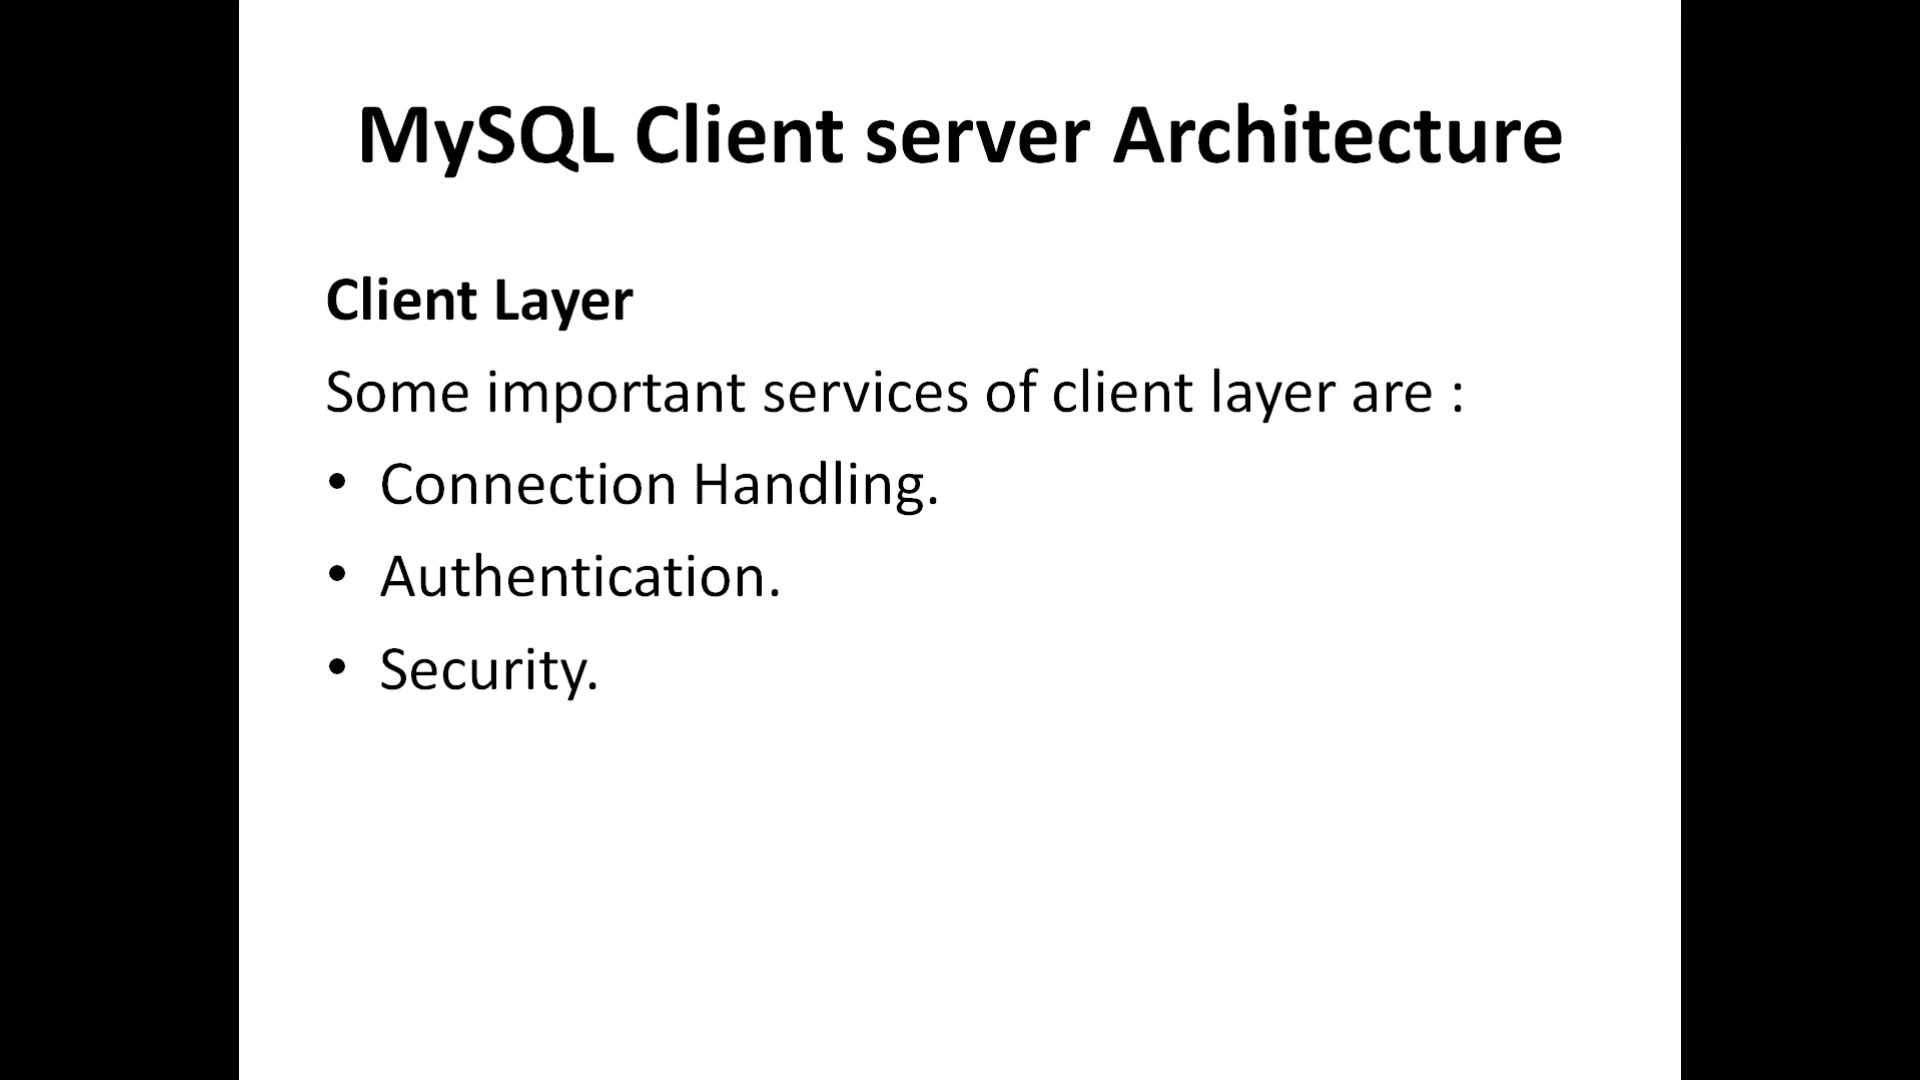 MySQL Client server Architecture
Client Layer
Some important services of client layer are :
• Connection Handling.
• Authentication.
• Security.